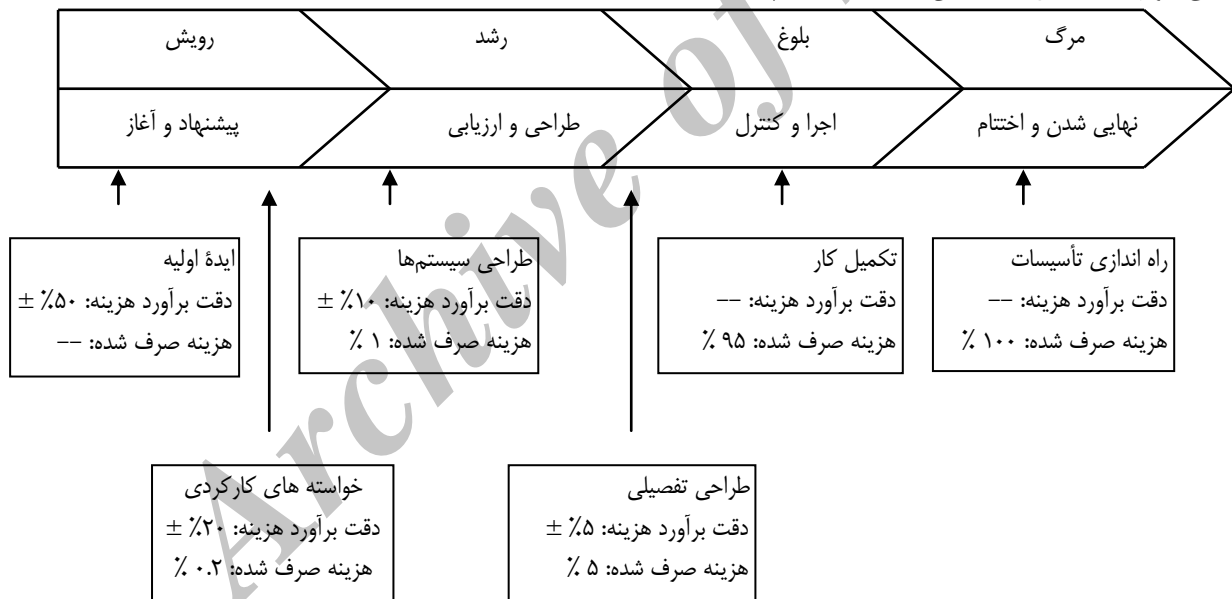 رویش
رشد
بلوغ
مرگ
پیشنهاد و آغاز
طراحی و ارزیابی
اجرا و کنترل
نهایی شدن و اختتام
ایدۀ اولیه
دقت برآورد هزینه: ۵۰٪ ±
هزینه صرف شده: --
طراحی سیستم‌ها
دقت برآورد هزینه: ۱۰٪ ±
هزینه صرف شده: ۱ ٪
تکمیل کار
دقت برآورد هزینه: --
هزینه صرف شده: ۹۵ ٪
راه اندازی تأسیسات
دقت برآورد هزینه: --
هزینه صرف شده: ۱۰۰ ٪
خواسته های کارکردی
دقت برآورد هزینه: ۲۰٪ ±
هزینه صرف شده: ۰.۲ ٪
طراحی تفصیلی
دقت برآورد هزینه: ۵٪ ±
هزینه صرف شده: ۵ ٪
Archive of